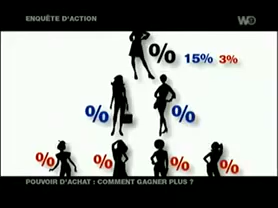 ENQUÊTE D'ACTION
W9
% 15% 3%
% %
% % % %
POUVOIR D'ACHAT : COMMENT GAGNER PLUS ?